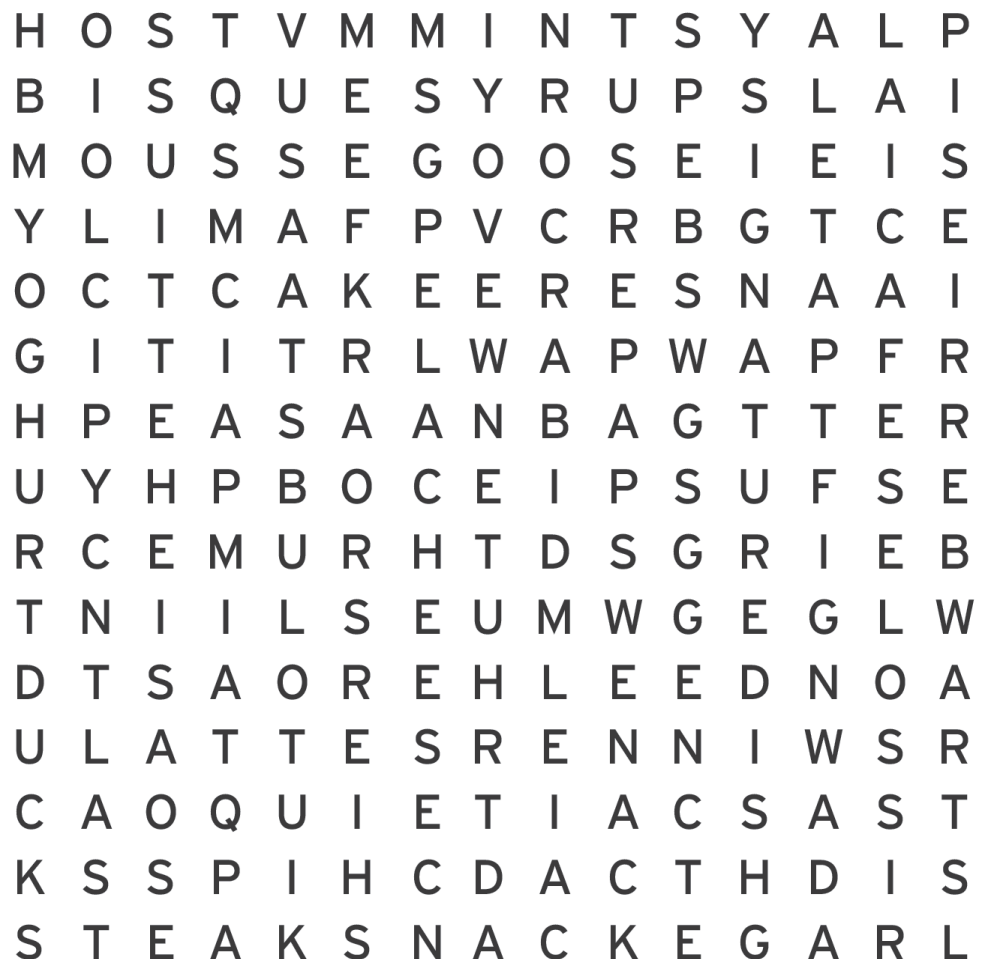 H O S T V M M I N T S Y A L P
B I S Q U E S Y R U P S L A I
M O U S S E G O O S E I E I S
Y L I M A F P V C R B G T C E
O C T C A K E E R E S N A A I
G I T I T R L W A P W A P F R
H P E A S A A N B A G T T E R
U Y H P B O C E I P S U F S E
R C E M U R H T D S G R I E B
T N I I L S E U M W G E G L W
D T S A O R E H L E E D N O A
U L A T T E S R E N N I W S R
C A O Q U I E T I A C S A S T
K S S P I H C D A C T H D I S
S T E A K S N A C K E G A R L